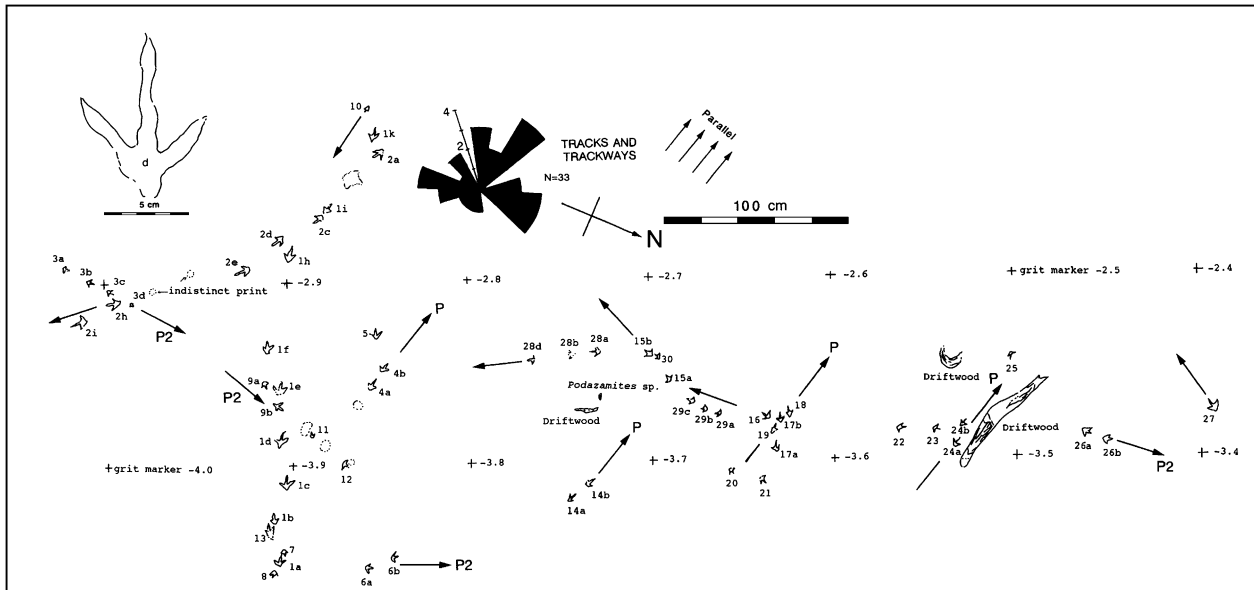 d
5 cm
10
1k
2a
4
2
TRACKS AND
TRACKWAYS
N=33
Parallel
N
100 cm
1i
2c
2d
1h
2e
3a
3b
3c
3d
←indistinct print
2h
2i
P2
+ -2.9
+ -2.8
+ -2.7
+ -2.6
+ grit marker -2.5
+ -2.4
P
5
4b
4a
1f
9a
1e
P2
9b
1d
11
12
28d
28b
28a
15b
30
15a
Podazamites sp.
Driftwood
29c
29b
29a
P
16
18
17b
19
17a
20
21
P
14b
14a
Driftwood
25
P
22
23
24b
24a
Driftwood
26a
26b
P2
27
+grit marker -4.0
+ -3.9
+ -3.8
+ -3.7
+ -3.6
+ -3.5
+ -3.4
1c
1b
13
7
1a
8
6a
6b
P2